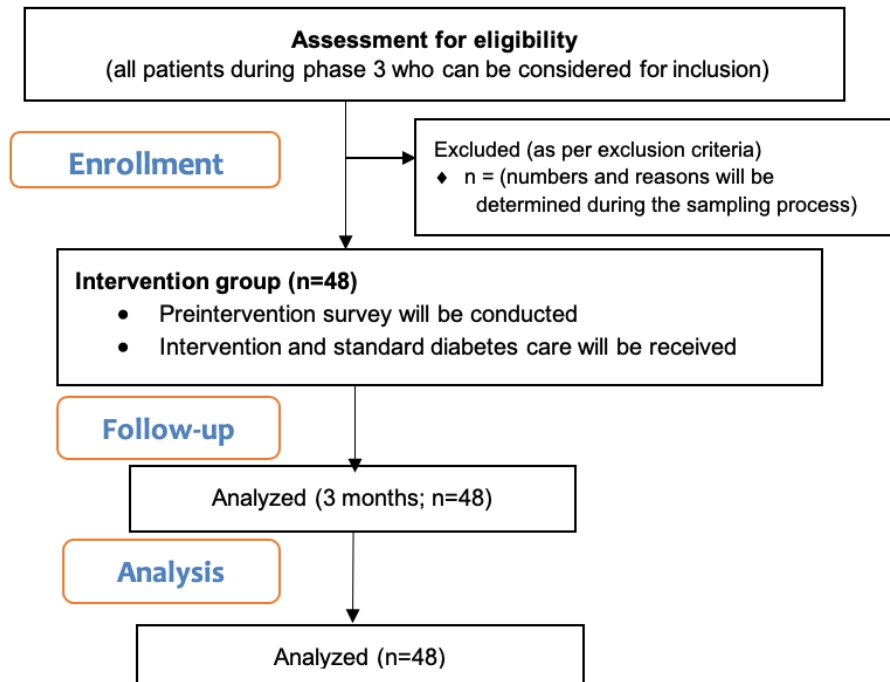 Assessment for eligibility
(all patients during phase 3 who can be considered for inclusion)
Enrollment
Excluded (as per exclusion criteria)
♦ n = (numbers and reasons will be
determined during the sampling process)
Intervention group (n=48)
• Preintervention survey will be conducted
• Intervention and standard diabetes care will be received
Follow-up
Analyzed (3 months; n=48)
Analysis
Analyzed (n=48)